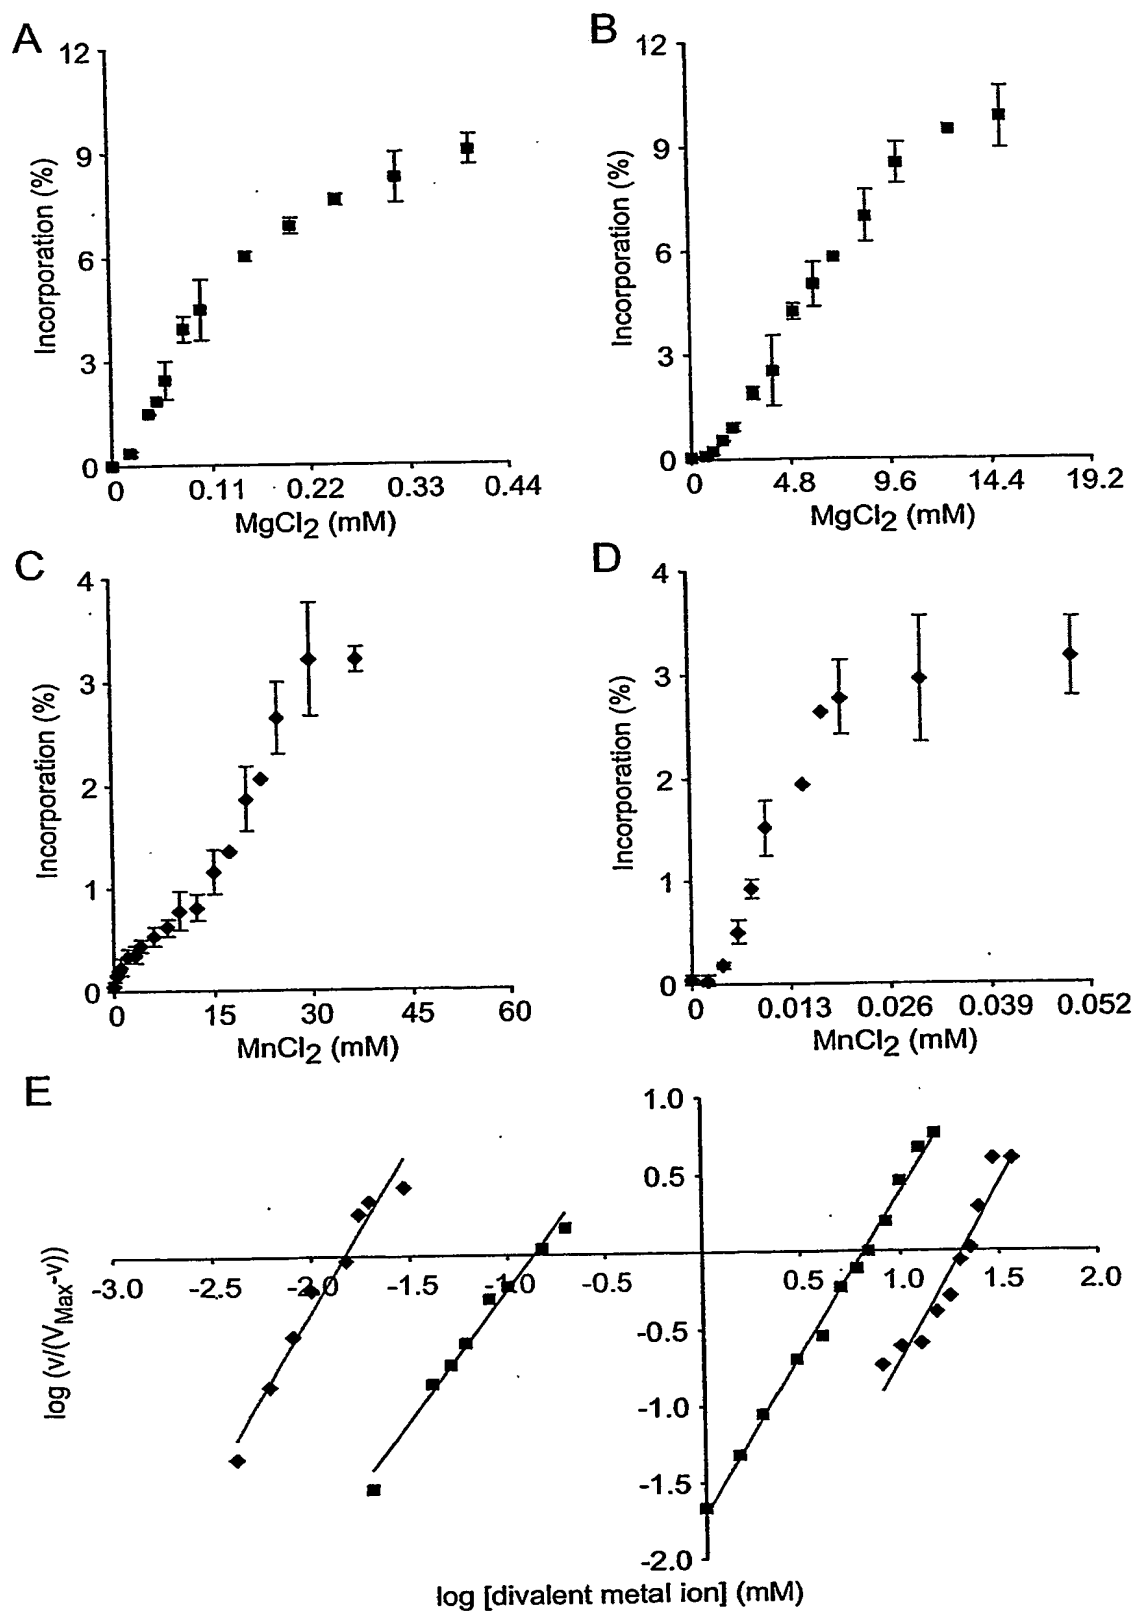 A
12
9
6
3
0
Incorporation (%)
0 0.11 0.22 0.33 0.44
MgCl2 (mM)
B
12
9
6
3
0
Incorporation (%)
0 4.8 9.6 14.4 19.2
MgCl2 (mM)
C
4
3
2
1
0
Incorporation (%)
0 15 30 45 60
MnCl2 (mM)
D
4
3
2
1
0
Incorporation (%)
0 0.013 0.026 0.039 0.052
MnCl2 (mM)
E
1.0
0.5
-3.0 -2.5 -2.0 -1.5 -1.0 -0.5 0.5 1.0 1.5 2.0
-0.5
-1.0
-1.5
-2.0
log (v/(VMax-v))
log [divalent metal ion] (mM)